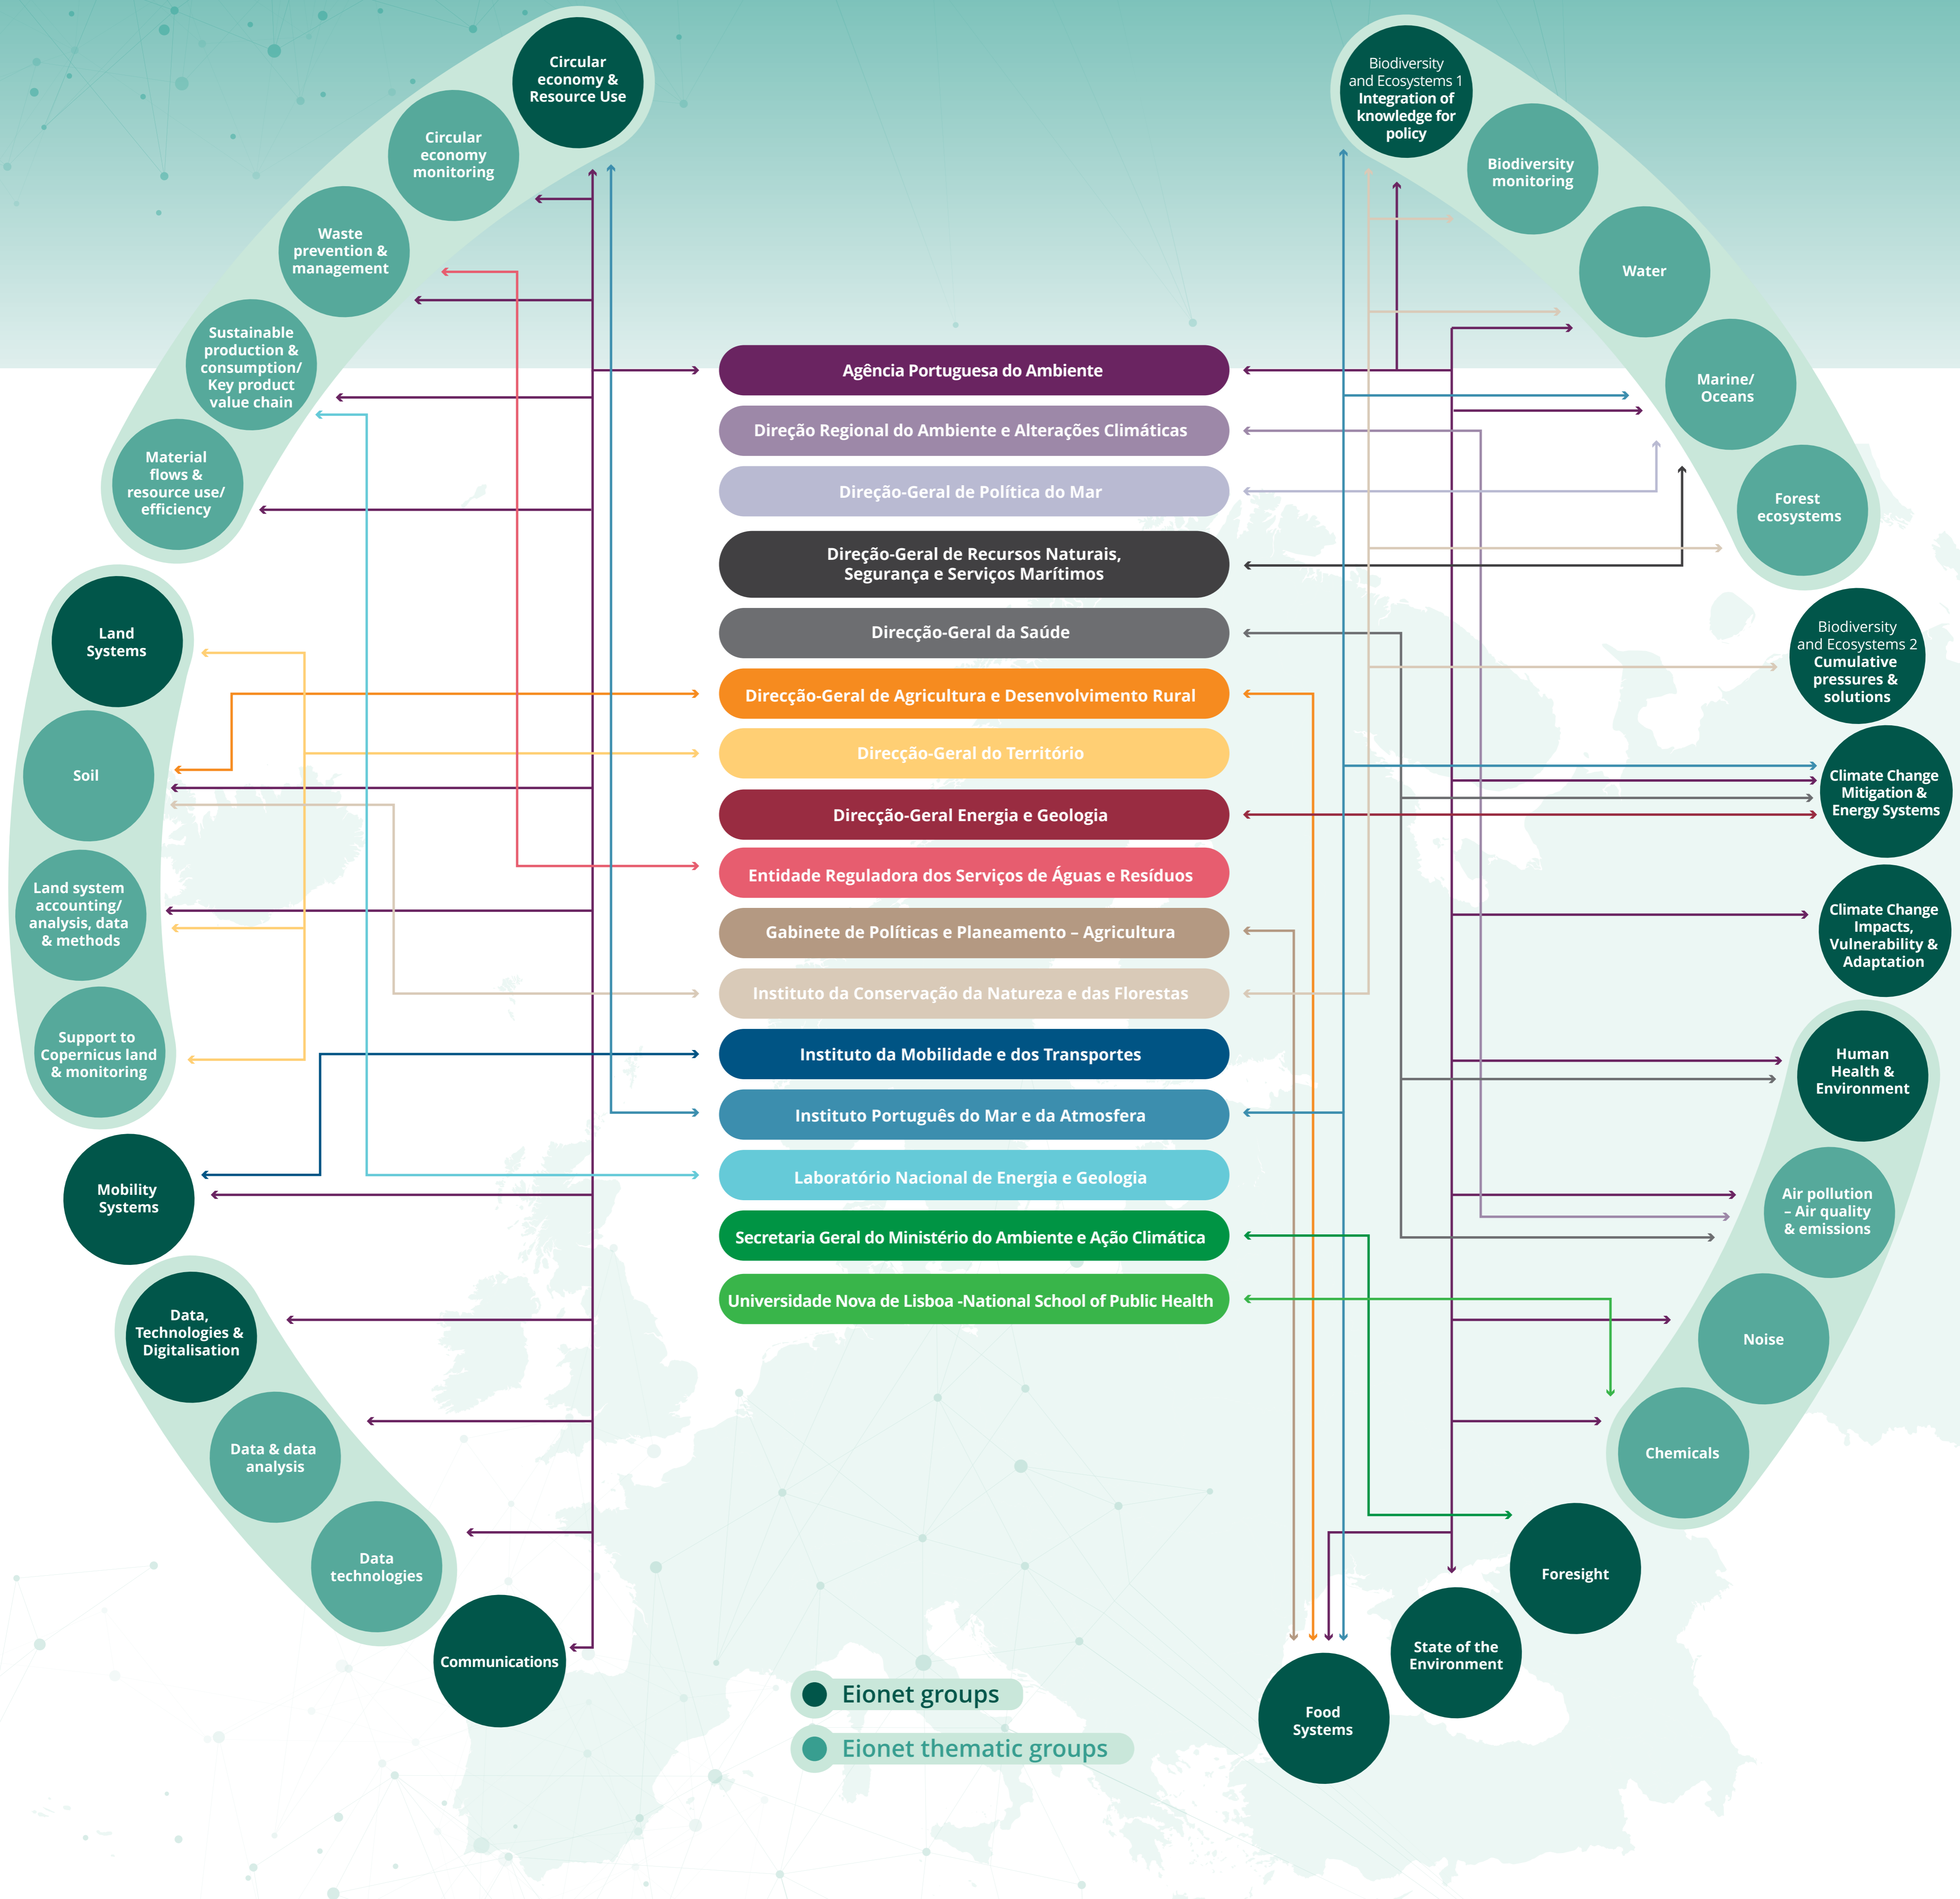 Circular
economy &
Resource Use
Circular
economy
monitoring
Waste
prevention &
management
Sustainable
production &
consumption/
Key product
value chain
Material
flows &
resource use/
efficiency
Land
Systems
Soil
Land system
accounting/
analysis, data
& methods
Support to
Copernicus land
& monitoring
Mobility
Systems
Data,
Technologies &
Digitalisation
Data & data
analysis
Data
technologies
Communications
Agência Portuguesa do Ambiente
Direção Regional do Ambiente e Alterações Climáticas
Direção-Geral de Política do Mar
Direção-Geral de Recursos Naturais,
Segurança e Serviços Marítimos
Direcção-Geral da Saúde
Direcção-Geral de Agricultura e Desenvolvimento Rural
Direcção-Geral do Território
Direcção-Geral Energia e Geologia
Entidade Reguladora dos Serviços de Águas e Resíduos
Gabinete de Políticas e Planeamento – Agricultura
Instituto da Conservação da Natureza e das Florestas
Instituto da Mobilidade e dos Transportes
Instituto Português do Mar e da Atmosfera
Laboratório Nacional de Energia e Geologia
Secretaria Geral do Ministério do Ambiente e Ação Climática
Universidade Nova de Lisboa -National School of Public Health
Biodiversity
and Ecosystems 1
Integration of
knowledge for
policy
Biodiversity
monitoring
Water
Marine/
Oceans
Forest
ecosystems
Biodiversity
and Ecosystems 2
Cumulative
pressures &
solutions
Climate Change
Mitigation &
Energy Systems
Climate Change
Impacts,
Vulnerability &
Adaptation
Human
Health &
Environment
Air pollution
– Air quality
& emissions
Noise
Chemicals
Foresight
State of the
Environment
Food
Systems
Eionet groups
Eionet thematic groups